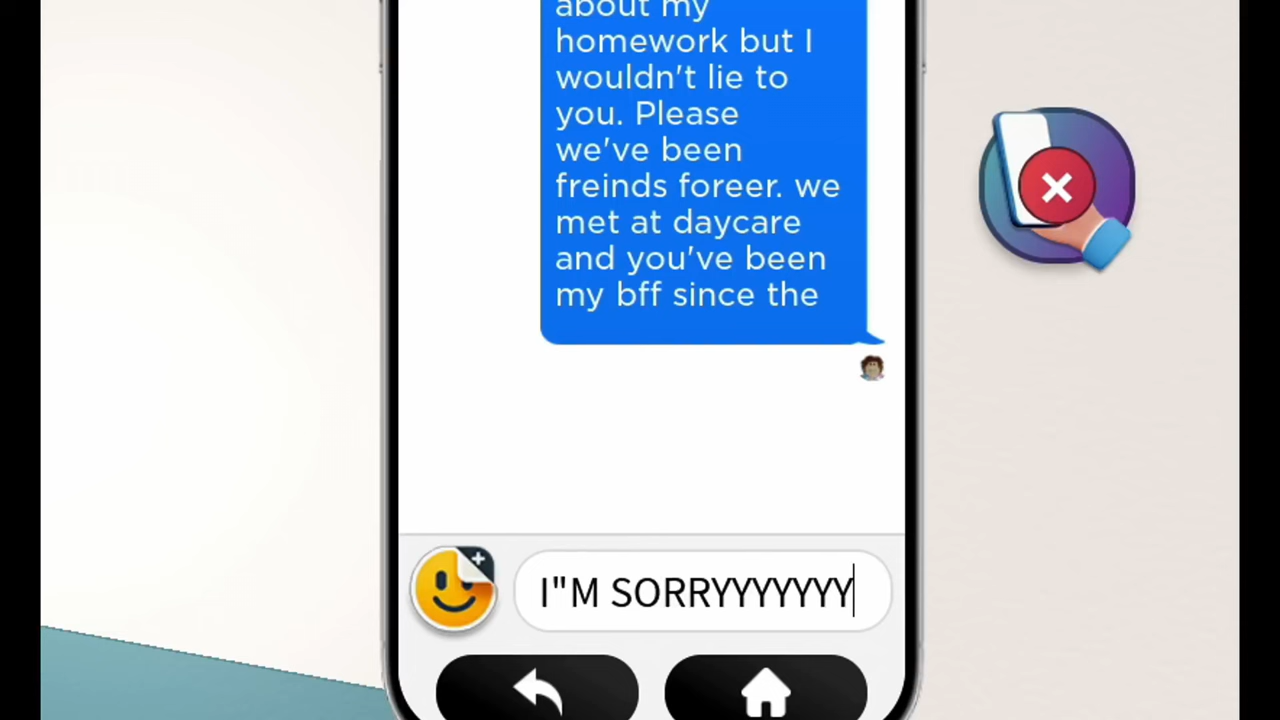 about my
homework but I
wouldn't lie to
you. Please
we've been
freinds foreer. we
met at daycare
and you've been
my bff since the
I"M SORRYYYYYYY